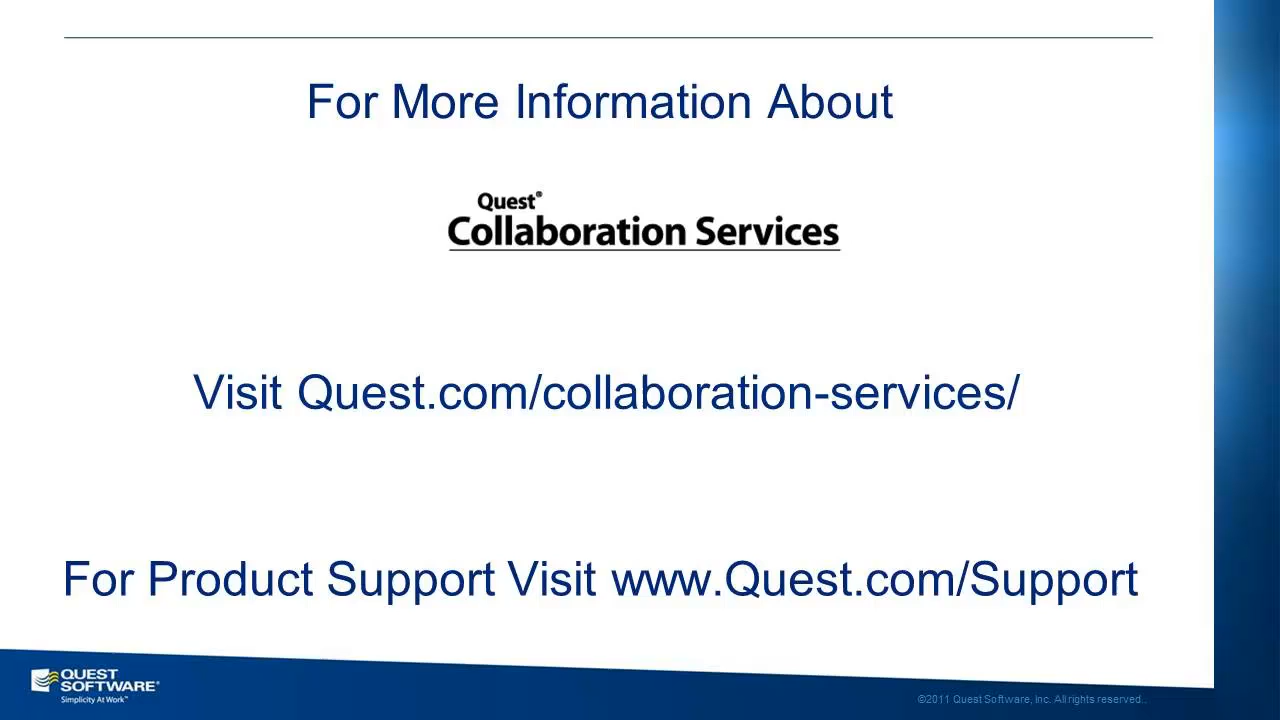 For More Information About
Quest®
Collaboration Services
Visit Quest.com/collaboration-services/
For Product Support Visit www.Quest.com/Support
QUEST
SOFTWARE®
Simplicity At Work™
©2011 Quest Software, Inc. All rights reserved..